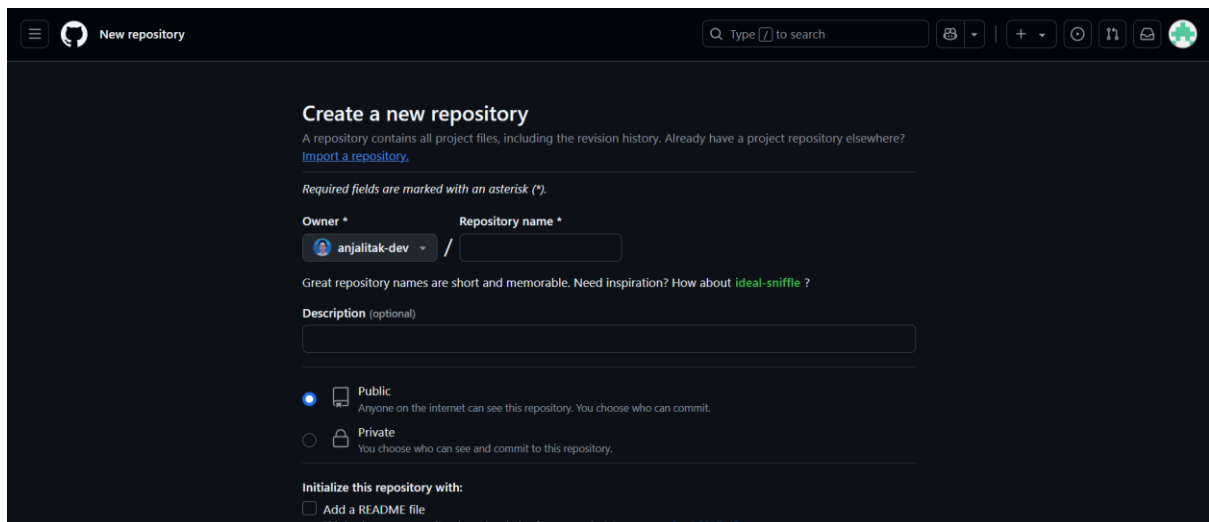 New repository
Type / to search
Create a new repository
A repository contains all project files, including the revision history. Already have a project repository elsewhere?
Import a repository.
Required fields are marked with an asterisk (*).
Owner * Repository name *
anjalitak-dev /
Great repository names are short and memorable. Need inspiration? How about ideal-sniffle ?
Description (optional)
Public
Anyone on the internet can see this repository. You choose who can commit.
Private
You choose who can see and commit to this repository.
Initialize this repository with:
Add a README file